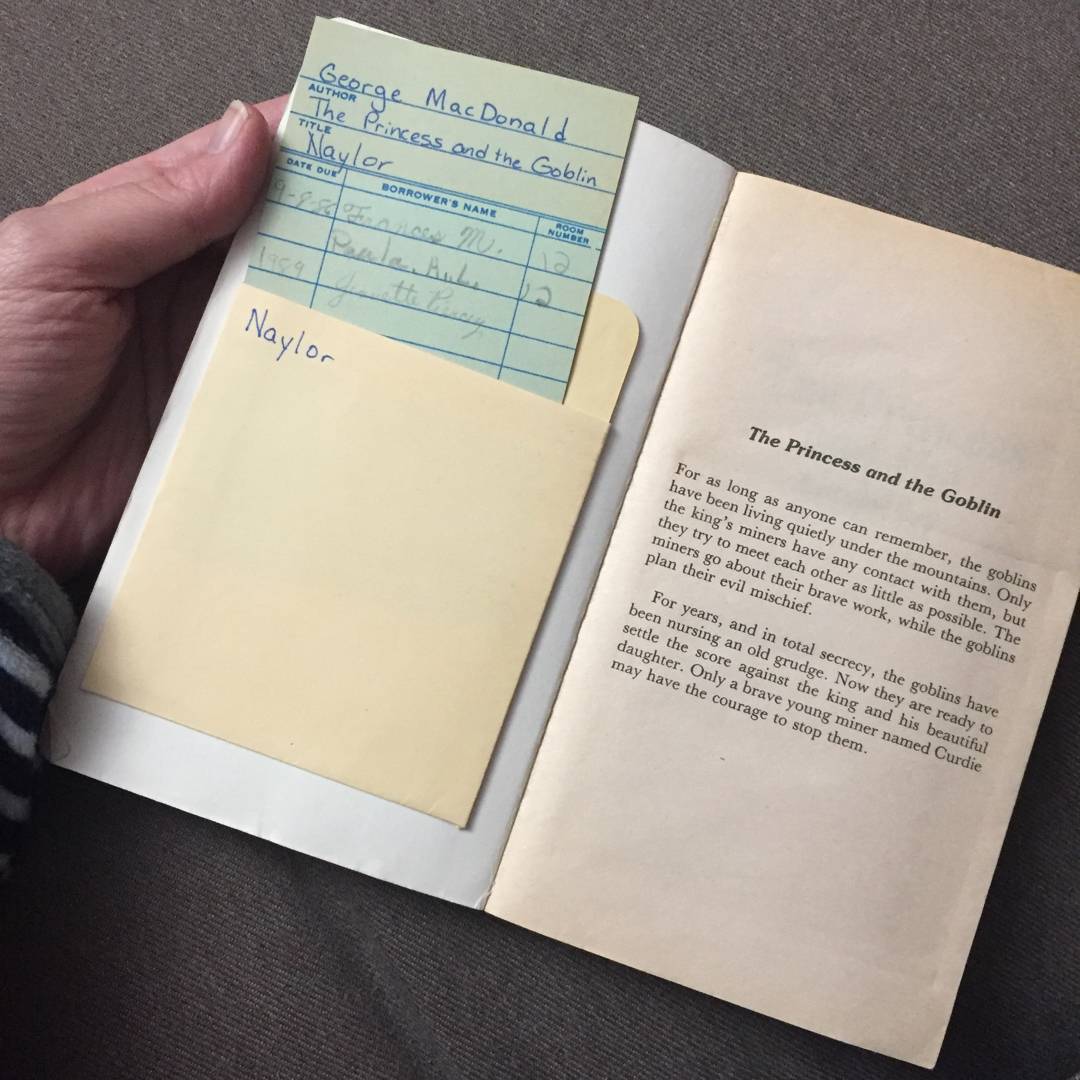 George MacDonald
AUTHOR
The Princess and the Goblin
TITLE
Naylor
DATE DUE BORROWER'S NAME ROOM NUMBER
Frances M. 12
Paula 12
1989 Jeanette
Naylor
The Princess and the Goblin
For as long as anyone can remember, the goblins
have been living quietly under the mountains. Only
the king's miners have any contact with them, but
they try to meet each other as little as possible. The
miners go about their brave work, while the goblins
plan their evil mischief.
For years, and in total secrecy, the goblins have
been nursing an old grudge. Now they are ready to
settle the score against the king and his beautiful
daughter. Only a brave young miner named Curdie
may have the courage to stop them.